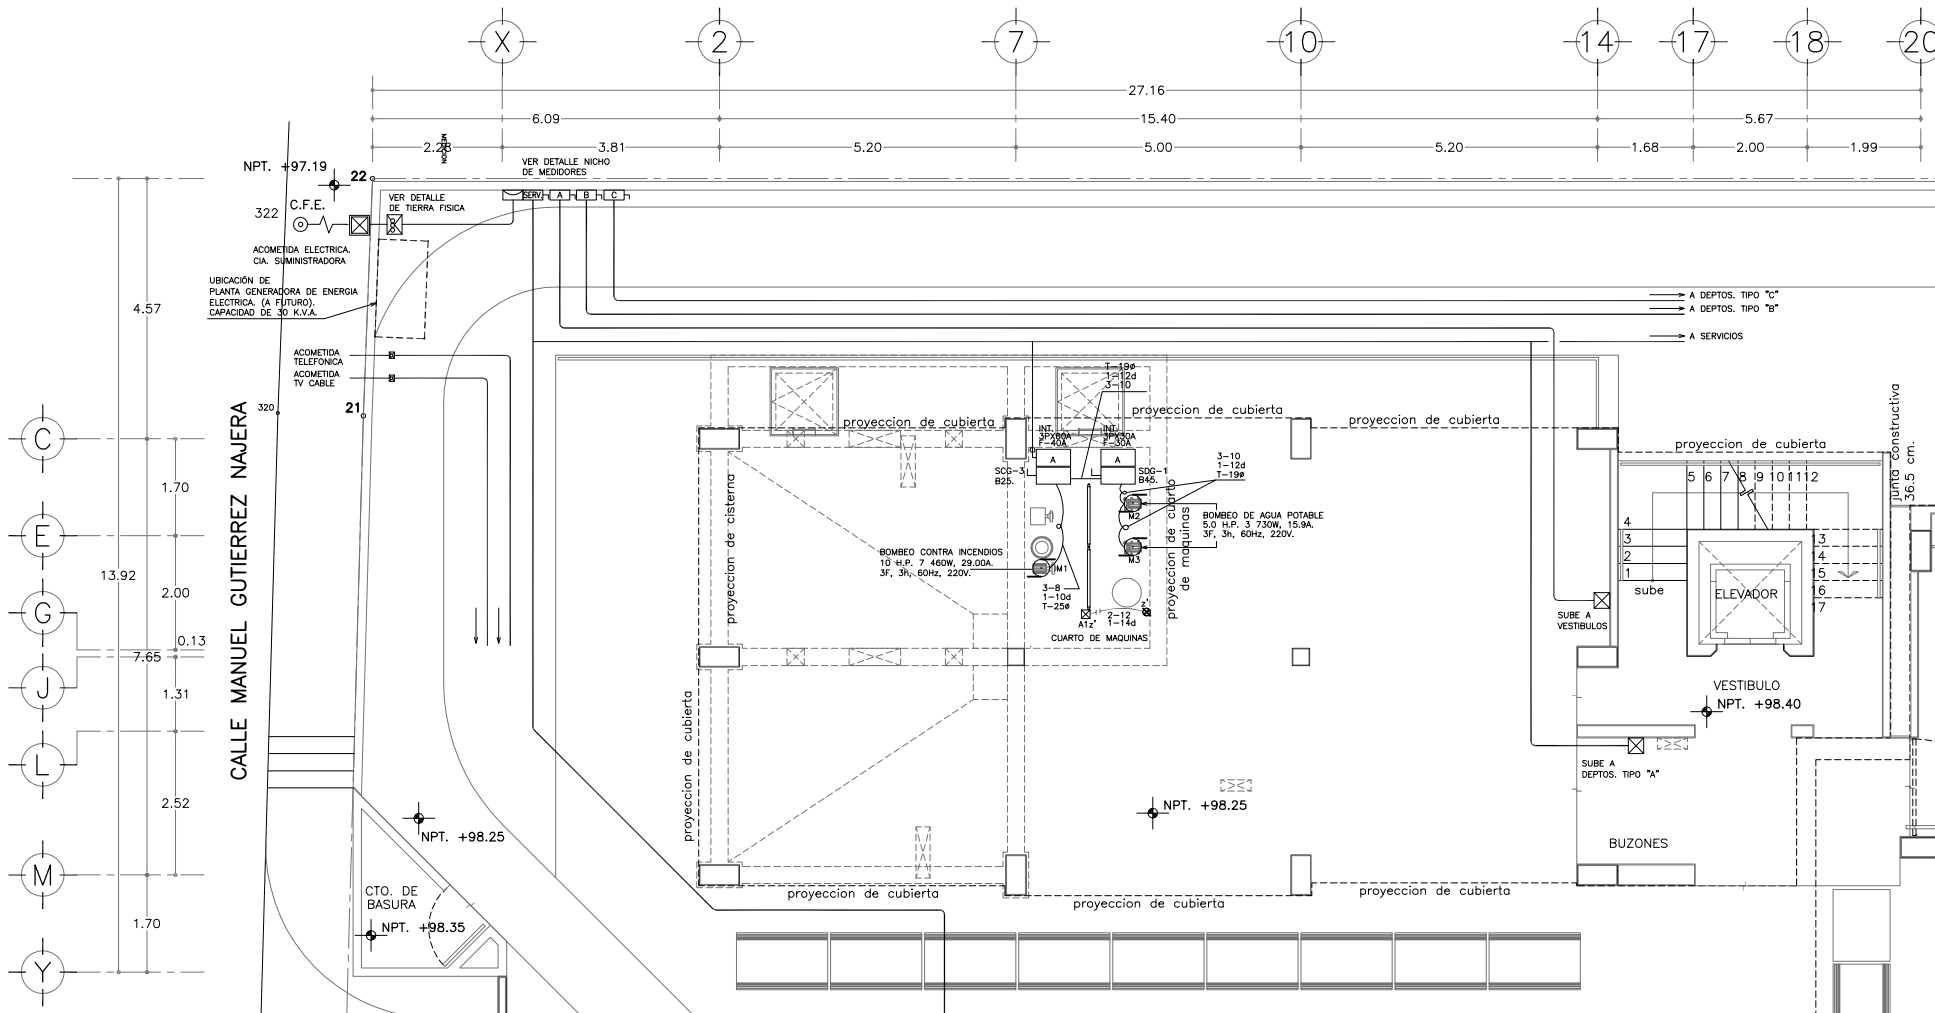 X
2
7
10
14
17
18
20
27.16
6.09
15.40
5.67
2.28
3.81
5.20
5.00
5.20
1.68
2.00
1.99
MEDICION
VER DETALLE NICHO
DE MEDIDORES
NPT. +97.19
22
SERV.
A
B
C
VER DETALLE
DE TIERRA FISICA
C.F.E.
322
ACOMETIDA ELECTRICA.
CIA. SUMINISTRADORA
UBICACIÓN DE
PLANTA GENERADORA DE ENERGIA
ELECTRICA. (A FUTURO).
CAPACIDAD DE 30 K.V.A.
A DEPTOS. TIPO "C"
A DEPTOS. TIPO "B"
A SERVICIOS
4.57
ACOMETIDA
TELEFONICA
ACOMETIDA
TV CABLE
320
21
CALLE MANUEL GUTIERREZ NAJERA
C
E
G
J
L
M
Y
1.70
13.92
2.00
0.13
7.65
1.31
2.52
1.70
T-19ø
1-12d
3-10
proyeccion de cubierta
proyeccion de cubierta
proyeccion de cubierta
proyeccion de cubierta
junta constructiva
36.5 cm.
INT.
3PX60A
F-40A
INT.
3PX30A
F-30A
A
A
SCG-3
B25.
SDG-1
B45.
3-10
1-12d
T-19ø
proyeccion de cisterna
proyeccion de cuarto
de maquinas
M2
M3
M1
BOMBEO DE AGUA POTABLE
5.0 H.P. 3 730W, 15.9A.
3F, 3h, 60Hz, 220V.
BOMBEO CONTRA INCENDIOS
10 H.P. 7 460W, 29.00A.
3F, 3h, 60Hz, 220V.
3-8
1-10d
T-25ø
A1z'
2-12
1-14d
z'
CUARTO DE MAQUINAS
5 6 7 8 9 10 11 12
4
3
2
1
sube
13
14
15
16
17
ELEVADOR
SUBE A
VESTIBULOS
VESTIBULO
NPT. +98.40
SUBE A
DEPTOS. TIPO "A"
proyeccion de cubierta
NPT. +98.25
NPT. +98.25
BUZONES
CTO. DE
BASURA
NPT. +98.35
proyeccion de cubierta
proyeccion de cubierta
proyeccion de cubierta